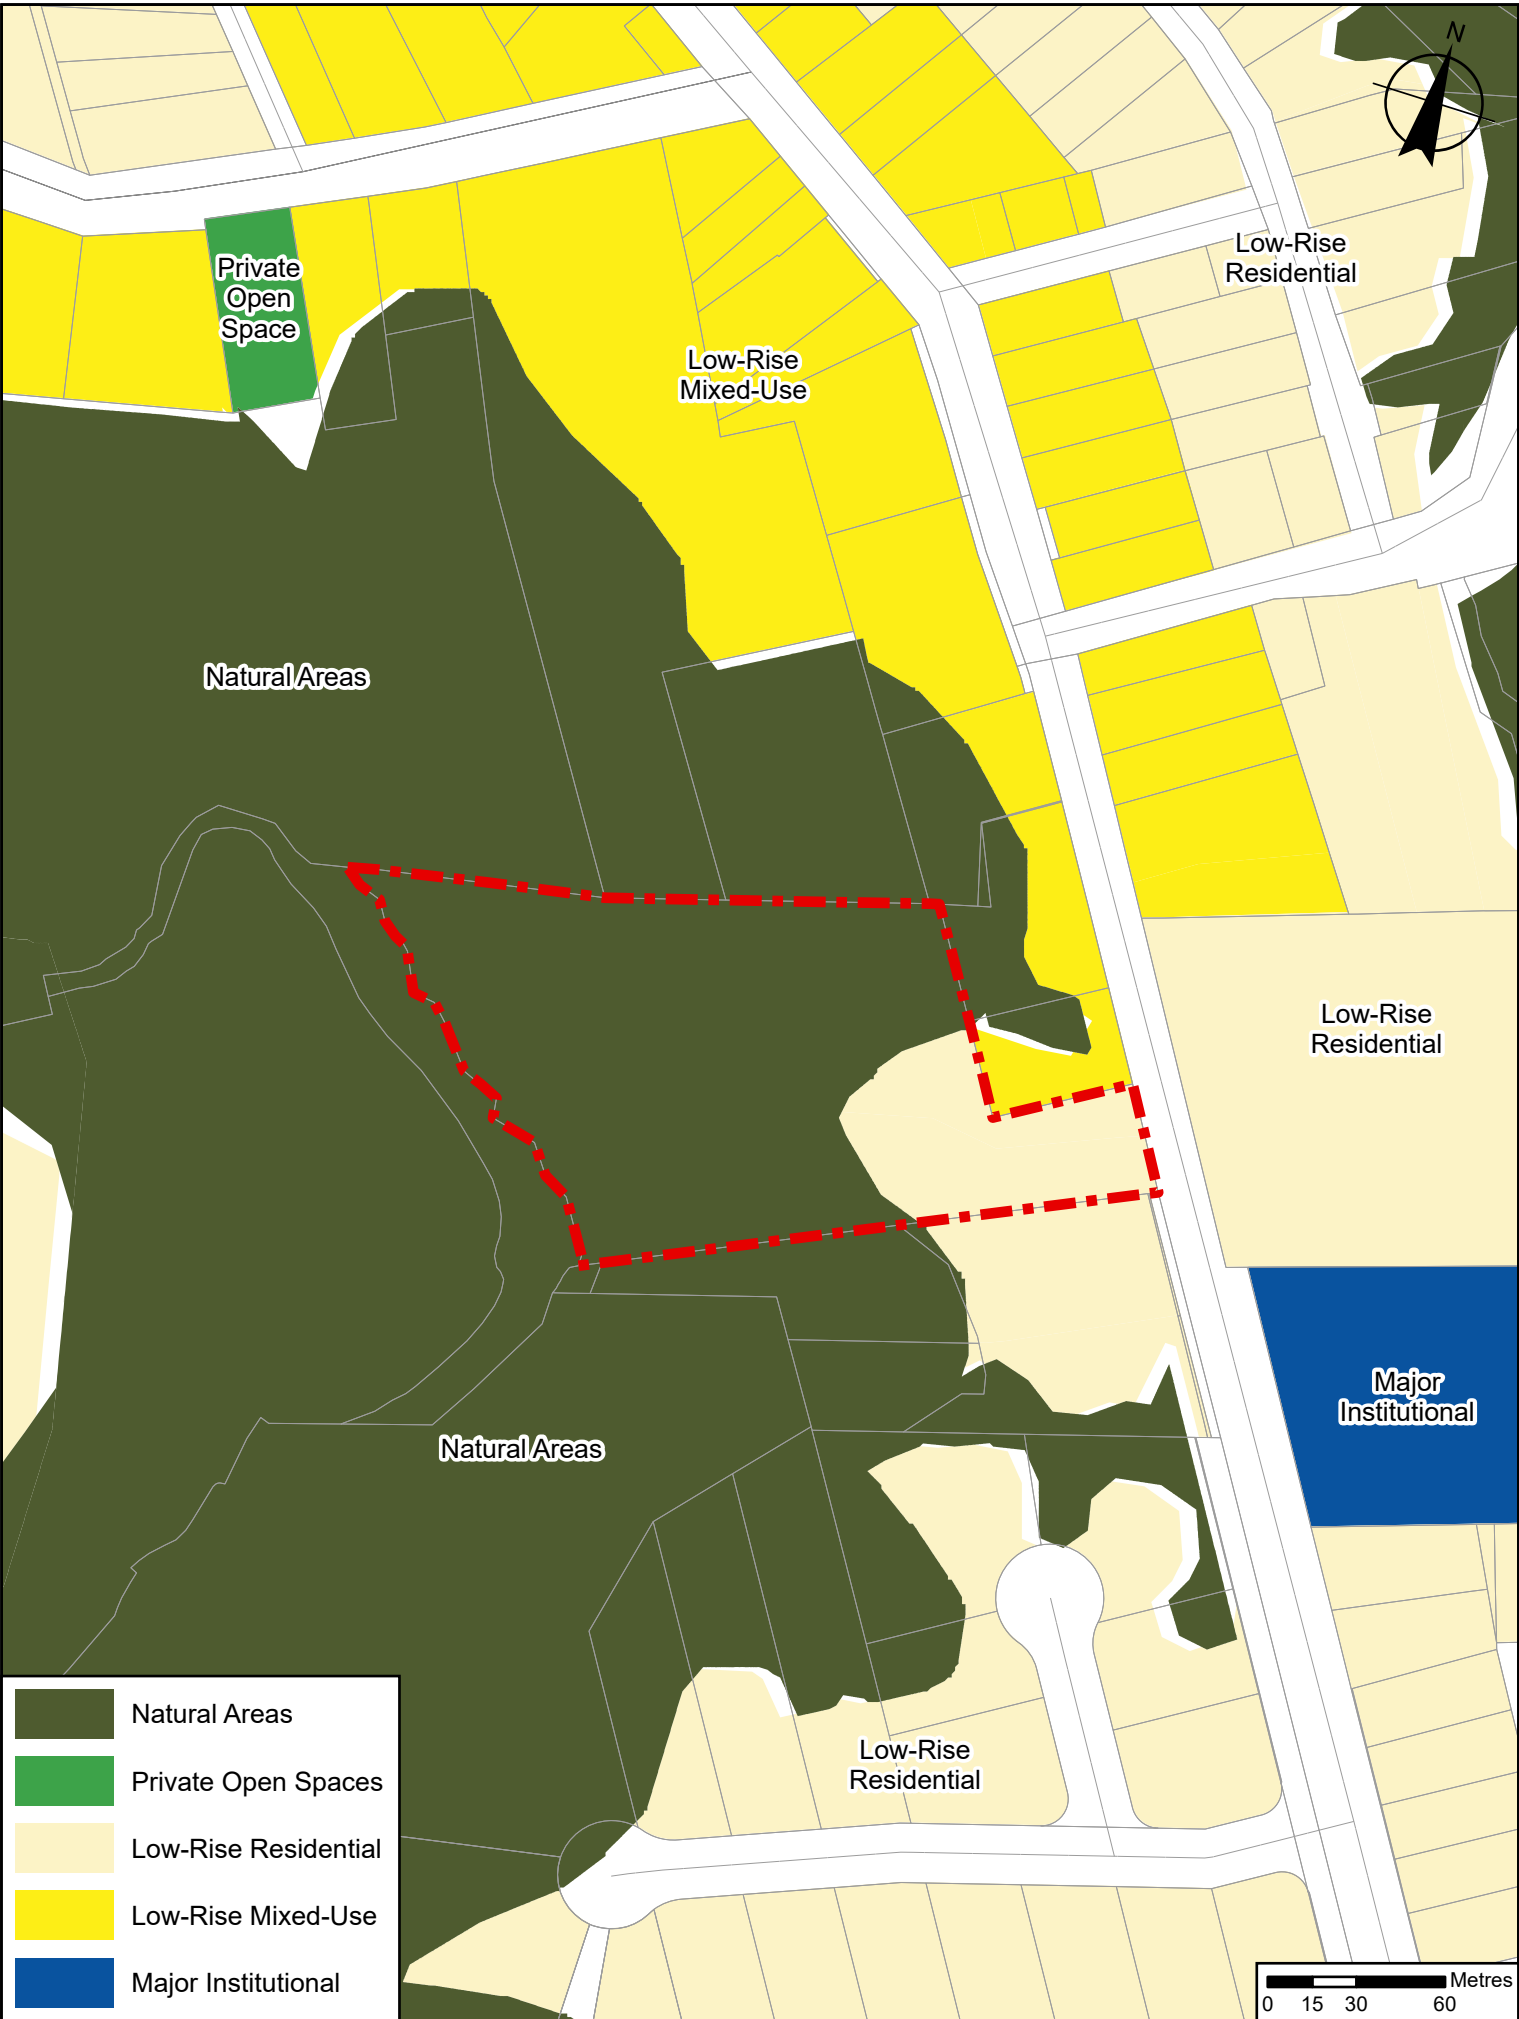 N
Low-Rise
Residential
Private
Open
Space
Low-Rise
Mixed-Use
Natural Areas
Low-Rise
Residential
Major
Institutional
Natural Areas
Low-Rise
Residential
Natural Areas
Private Open Spaces
Low-Rise Residential
Low-Rise Mixed-Use
Major Institutional
Metres
0 15 30 60